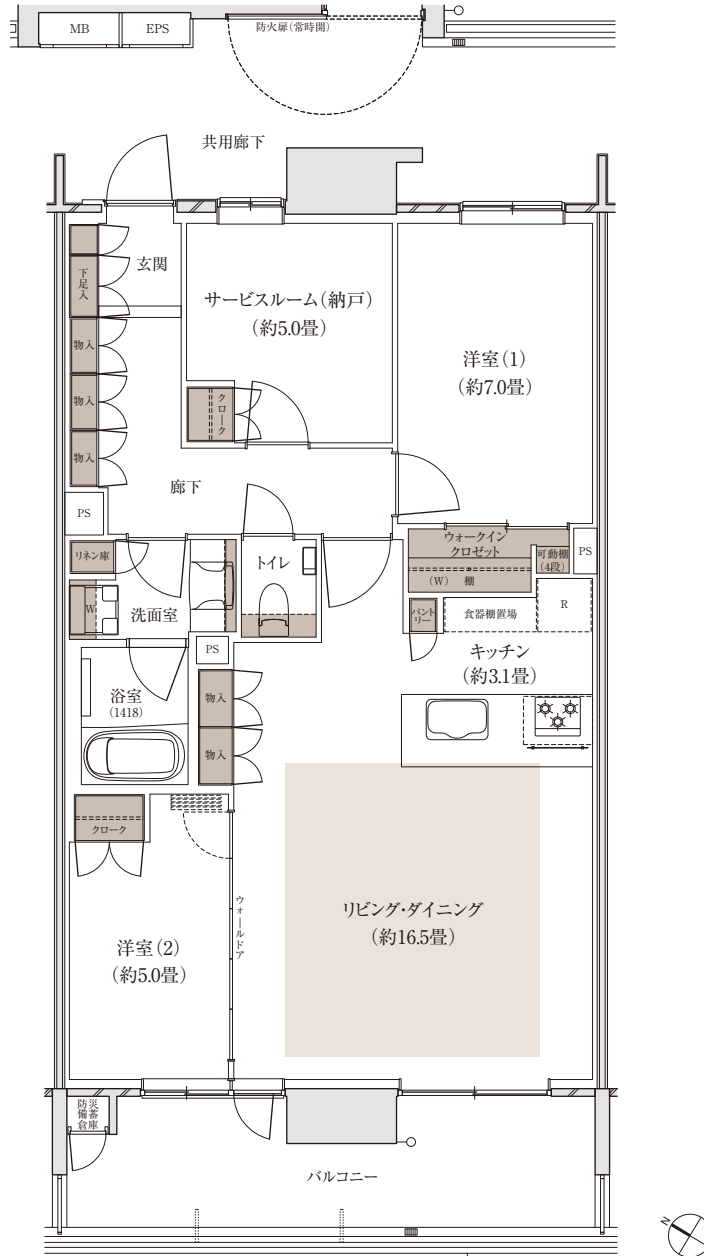 MB
EPS
防火扉（常時開）
共用廊下
玄関
下足入
サービスルーム（納戸）
（約5.0畳）
洋室（1）
（約7.0畳）
物入
物入
物入
クローク
廊下
PS
リネン庫
トイレ
ウォークイン
クロゼット
可動棚
（4段）
PS
（W）
棚
W
洗面室
パント
リー
食器棚置場
R
PS
キッチン
（約3.1畳）
浴室
（1418）
物入
物入
クローク
ウォールドア
リビング・ダイニング
（約16.5畳）
洋室（2）
（約5.0畳）
防災
備蓄
倉庫
バルコニー
N